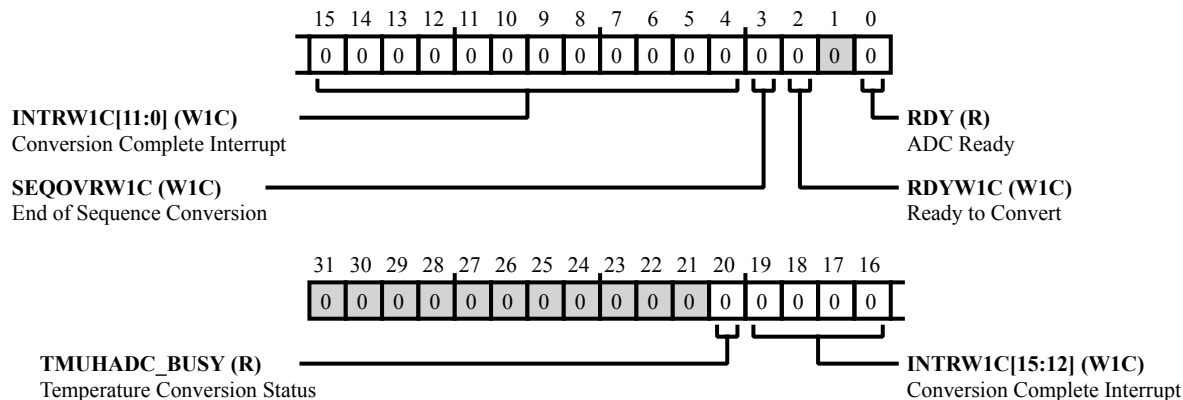 15 14 13 12 11 10 9 8 7 6 5 4 3 2 1 0
0 0 0 0 0 0 0 0 0 0 0 0 0 0 0 0
INTRW1C[11:0] (W1C)
Conversion Complete Interrupt
RDY (R)
ADC Ready
SEQOVRW1C (W1C)
End of Sequence Conversion
RDYW1C (W1C)
Ready to Convert
31 30 29 28 27 26 25 24 23 22 21 20 19 18 17 16
0 0 0 0 0 0 0 0 0 0 0 0 0 0 0 0
TMUHADC_BUSY (R)
Temperature Conversion Status
INTRW1C[15:12] (W1C)
Conversion Complete Interrupt